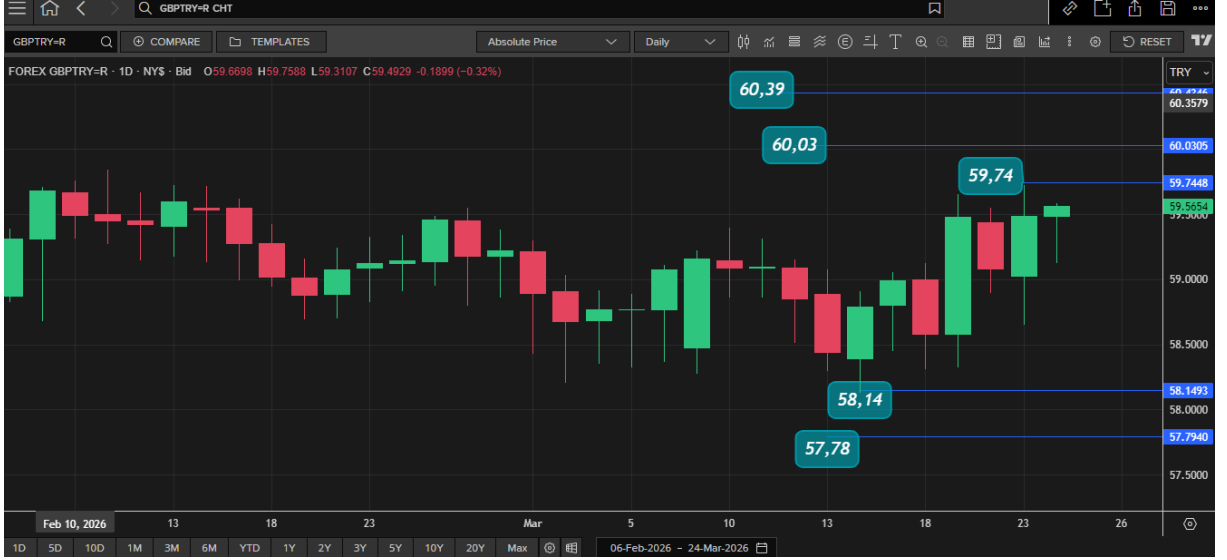 GBPTRY=R CHT
GBPTRY=R COMPARE TEMPLATES Absolute Price Daily RESET
FOREX GBPTRY=R · 1D · NY$ · Bid O59.6698 H59.7588 L59.3107 C59.4929 -0.1899 (−0.32%)
TRY
60,39
60.4246
60.3579
60,03
60.0305
59,74
59.7448
59.5654
59.5000
59.0000
58.5000
58,14
58.1493
58.0000
57,78
57.7940
57.5000
Feb 10, 2026 13 18 23 Mar 5 10 13 18 23 26
1D 5D 10D 1M 3M 6M YTD 1Y 2Y 3Y 5Y 10Y 20Y Max 06-Feb-2026 - 24-Mar-2026